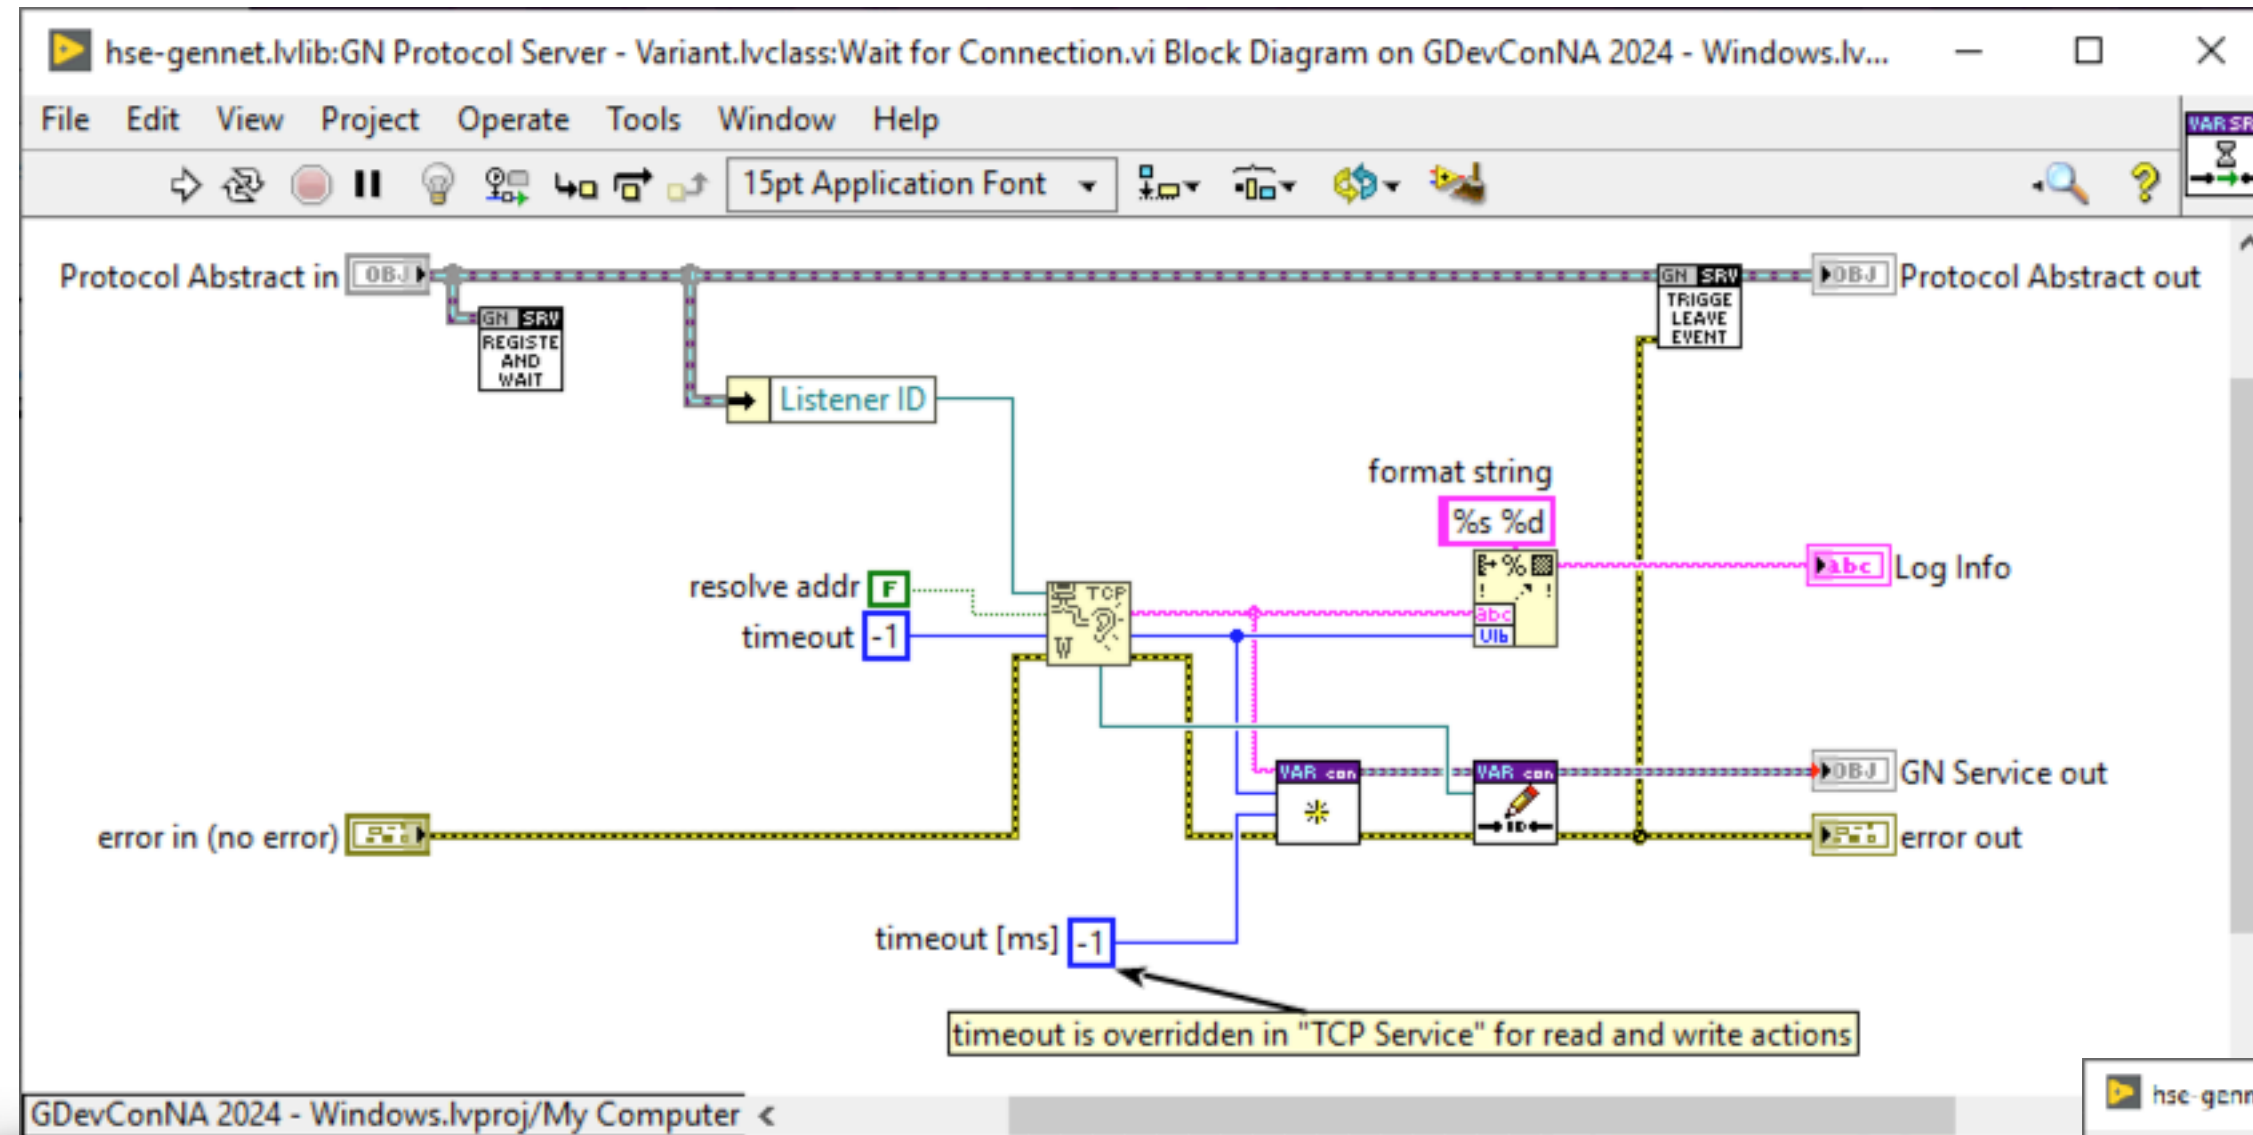 hse-gennet.lvlib:GN Protocol Server - Variant.lvclass:Wait for Connection.vi Block Diagram on GDevConNA 2024 - Windows.lv...
File Edit View Project Operate Tools Window Help
VAR SR
15pt Application Font
Protocol Abstract in
OBJ
GN SRV
REGISTE
AND
WAIT
GN SRV
TRIGGE
LEAVE
EVENT
OBJ
Protocol Abstract out
Listener ID
format string
%s %d
%
abc
U16
abc
Log Info
resolve addr F
timeout -1
TCP
W
VAR con
VAR con
ID
OBJ
GN Service out
error in (no error)
error out
timeout [ms] -1
timeout is overridden in "TCP Service" for read and write actions
GDevConNA 2024 - Windows.lvproj/My Computer
hse-genn